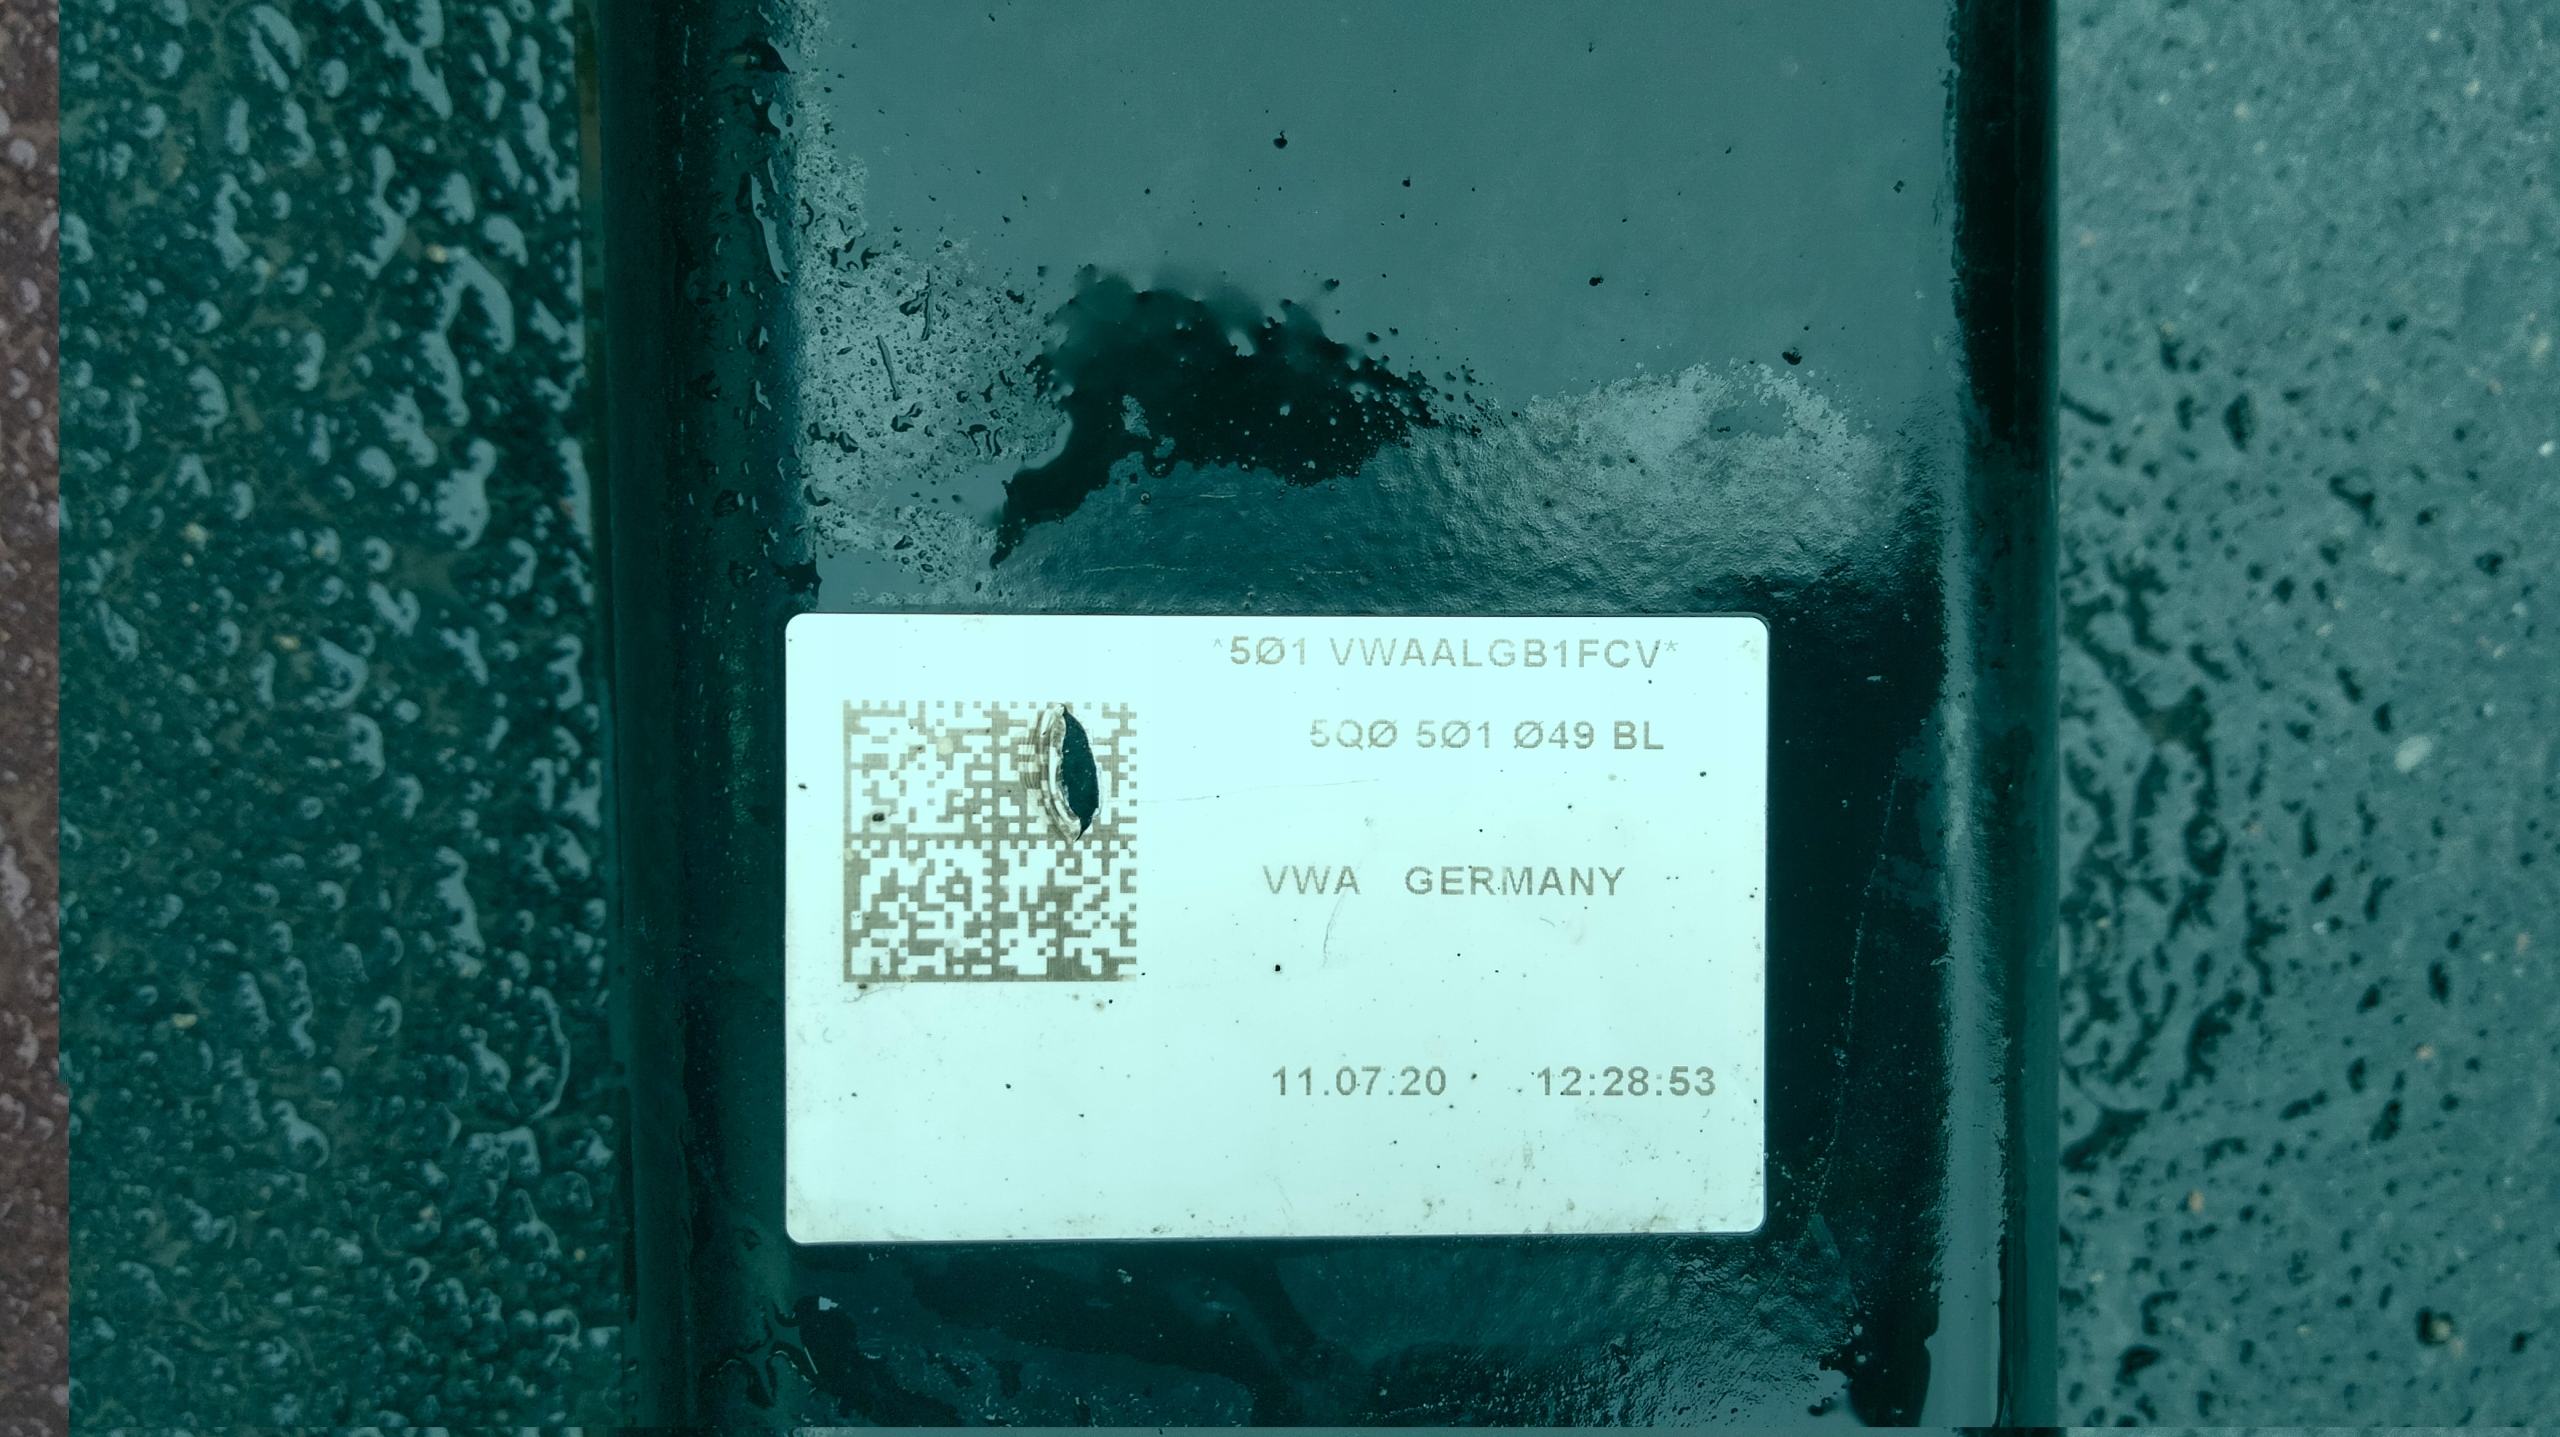 *5Ø1 VWAALGB1FCV*
5QØ 5Ø1 Ø49 BL
VWA GERMANY
11.07.20 12:28:53